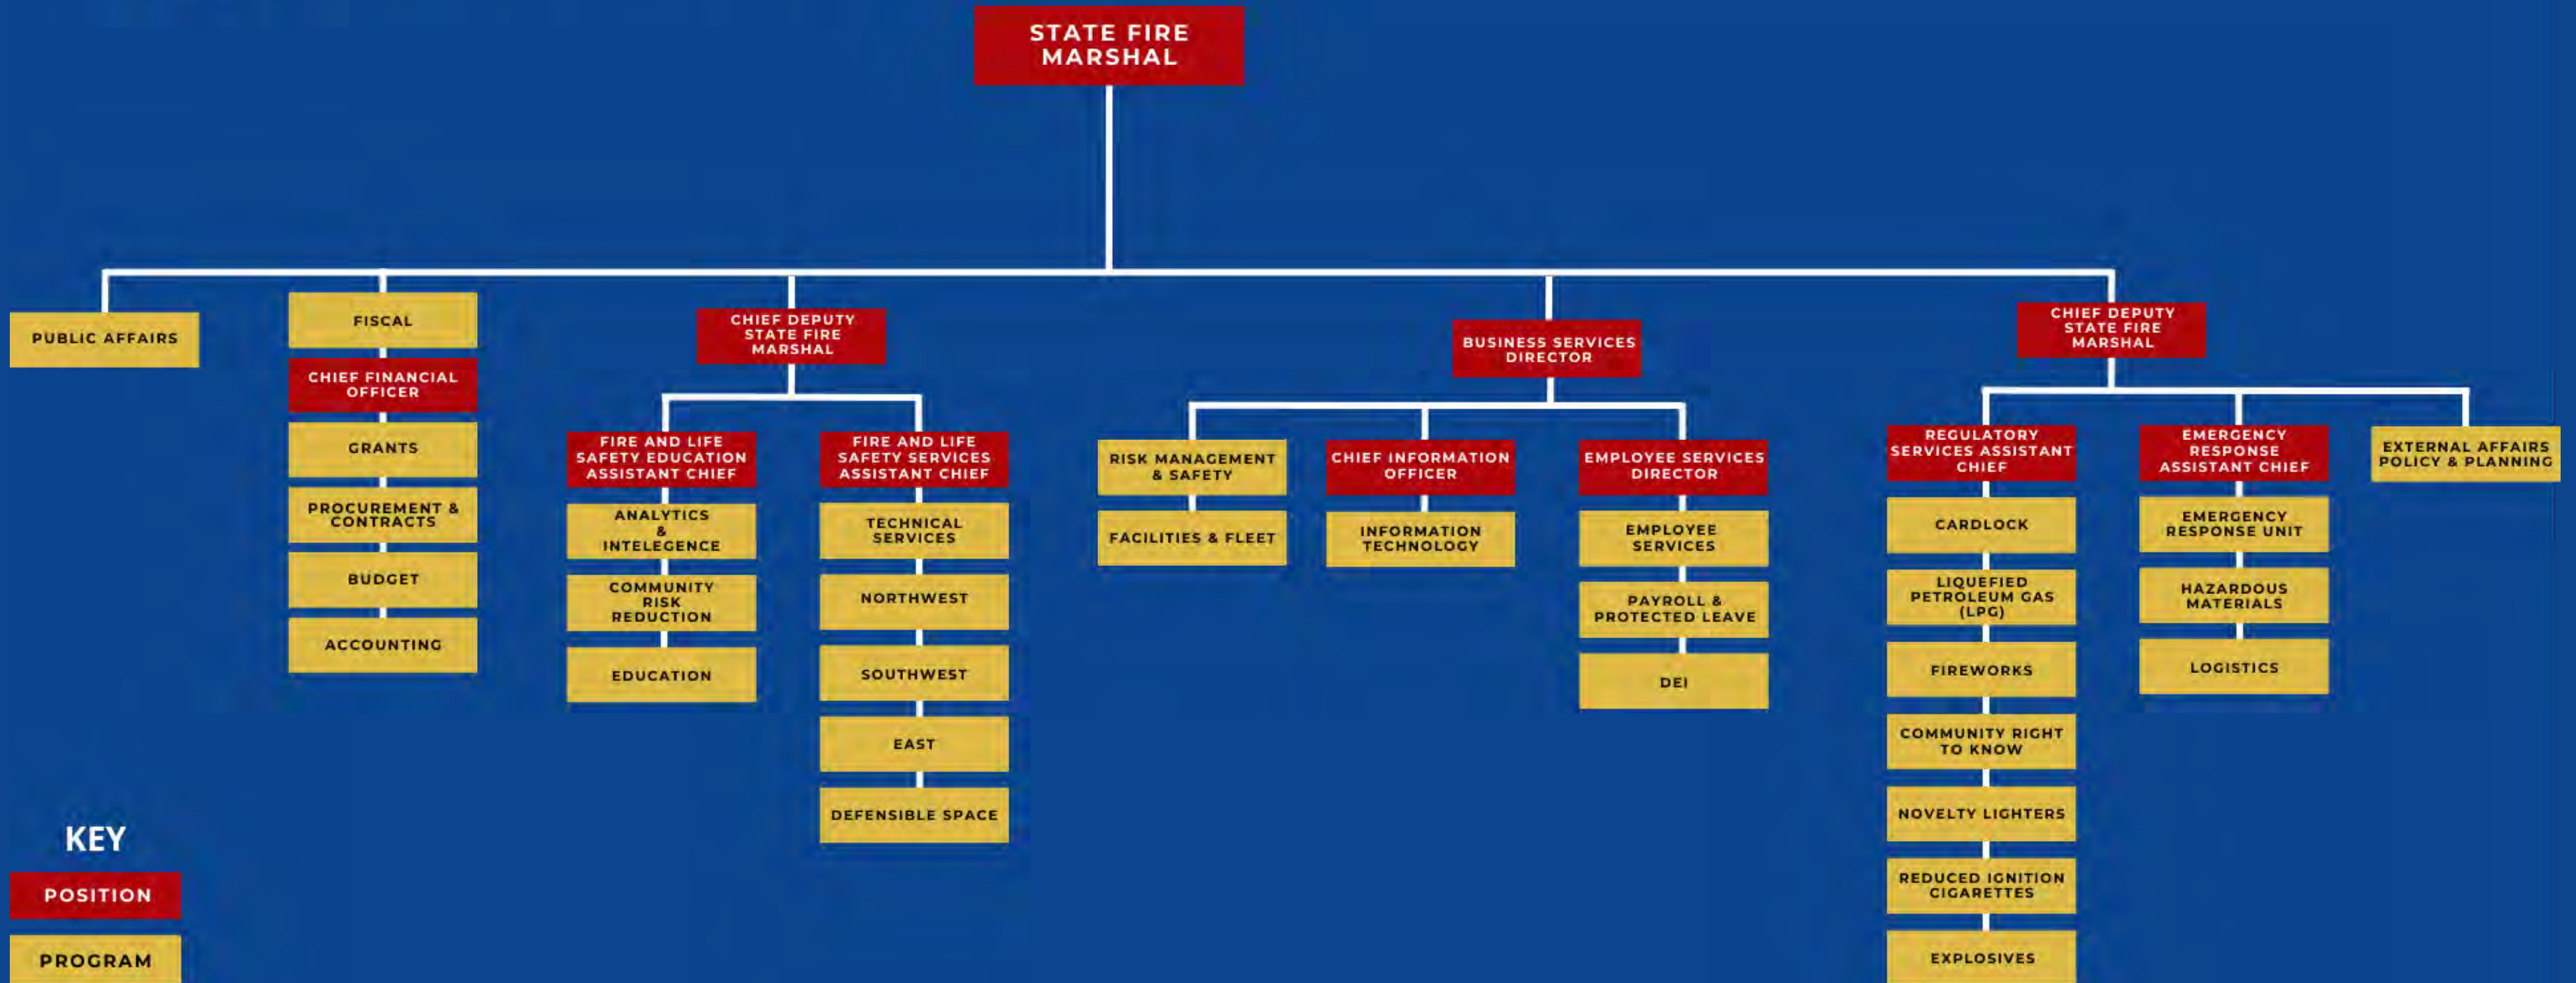 STATE FIRE
MARSHAL
PUBLIC AFFAIRS
FISCAL
CHIEF FINANCIAL
OFFICER
GRANTS
PROCUREMENT &
CONTRACTS
BUDGET
ACCOUNTING
CHIEF DEPUTY
STATE FIRE
MARSHAL
FIRE AND LIFE
SAFETY EDUCATION
ASSISTANT CHIEF
ANALYTICS
&
INTELEGENCE
COMMUNITY
RISK
REDUCTION
EDUCATION
FIRE AND LIFE
SAFETY SERVICES
ASSISTANT CHIEF
TECHNICAL
SERVICES
NORTHWEST
SOUTHWEST
EAST
DEFENSIBLE SPACE
BUSINESS SERVICES
DIRECTOR
RISK MANAGEMENT
& SAFETY
FACILITIES & FLEET
CHIEF INFORMATION
OFFICER
INFORMATION
TECHNOLOGY
EMPLOYEE SERVICES
DIRECTOR
EMPLOYEE
SERVICES
PAYROLL &
PROTECTED LEAVE
DEI
CHIEF DEPUTY
STATE FIRE
MARSHAL
REGULATORY
SERVICES ASSISTANT
CHIEF
CARDLOCK
LIQUEFIED
PETROLEUM GAS
(LPG)
FIREWORKS
COMMUNITY RIGHT
TO KNOW
NOVELTY LIGHTERS
REDUCED IGNITION
CIGARETTES
EXPLOSIVES
EMERGENCY
RESPONSE
ASSISTANT CHIEF
EMERGENCY
RESPONSE UNIT
HAZARDOUS
MATERIALS
LOGISTICS
EXTERNAL AFFAIRS
POLICY & PLANNING
KEY
POSITION
PROGRAM